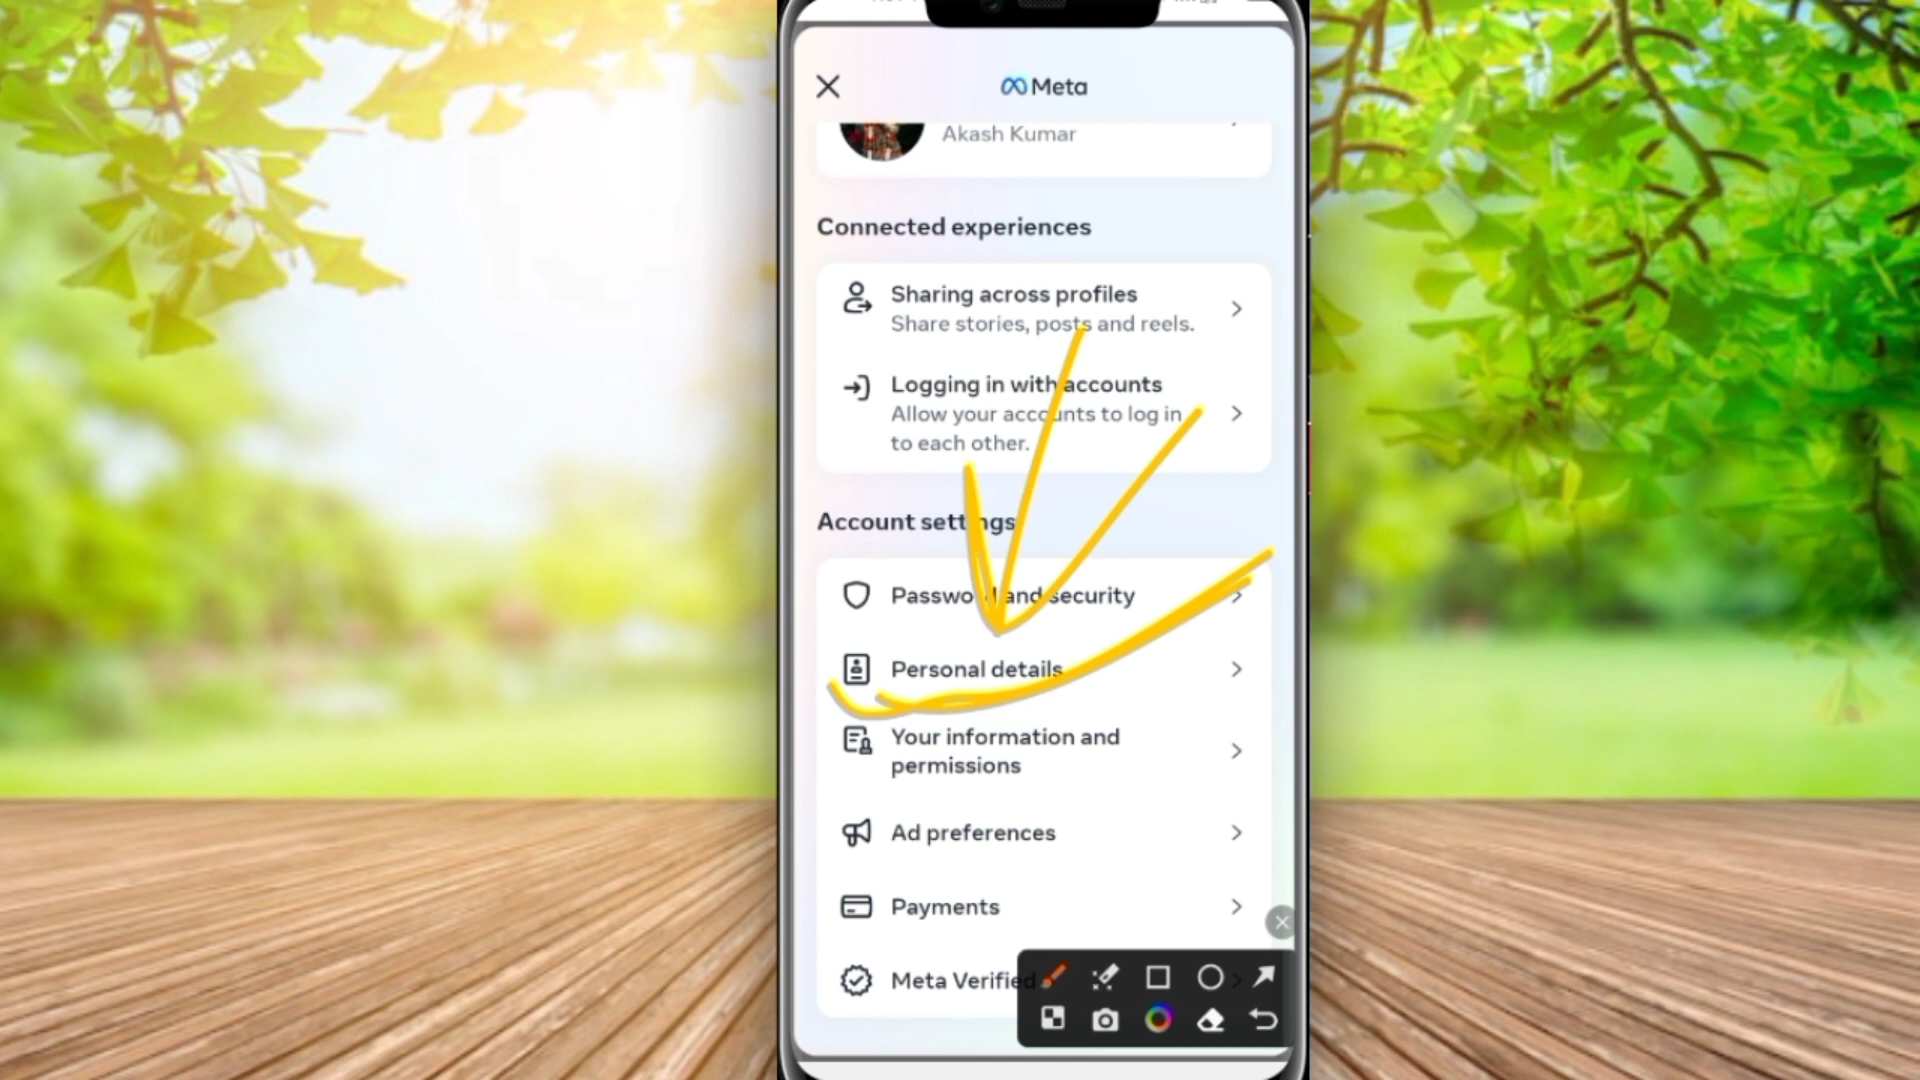 Meta
Akash Kumar
Connected experiences
Sharing across profiles
Share stories, posts and reels.
Logging in with accounts
Allow your accounts to log in
to each other.
Account settings
Password and security
Personal details
Your information and
permissions
Ad preferences
Payments
Meta Verified